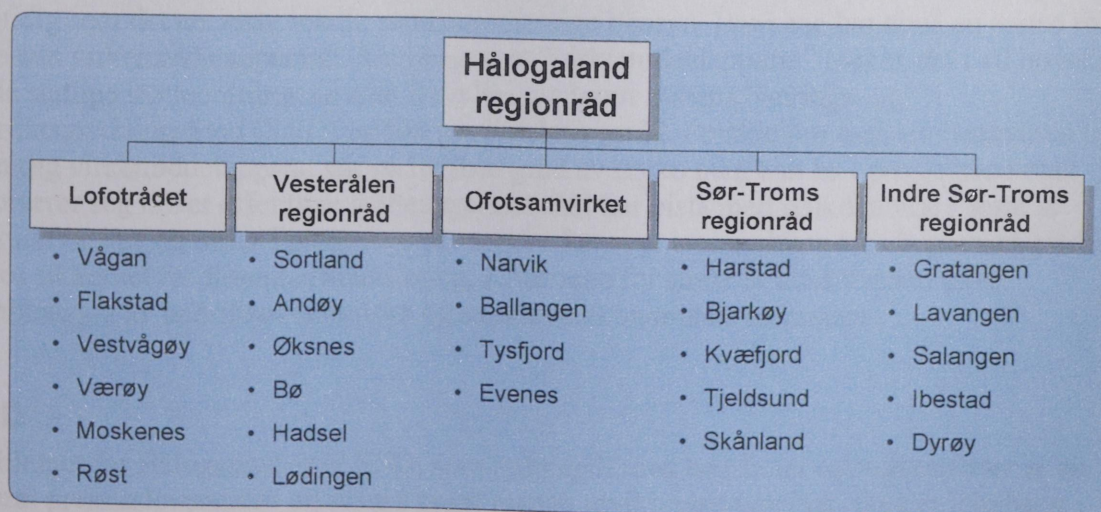 Hålogaland
regionråd
Lofotrådet
• Vågan
• Flakstad
• Vestvågøy
• Værøy
• Moskenes
• Røst
Vesterålen
regionråd
• Sortland
• Andøy
• Øksnes
• Bø
• Hadsel
• Lødingen
Ofotsamvirket
• Narvik
• Ballangen
• Tysfjord
• Evenes
Sør-Troms
regionråd
• Harstad
• Bjarkøy
• Kvæfjord
• Tjeldsund
• Skånland
Indre Sør-Troms
regionråd
• Gratangen
• Lavangen
• Salangen
• Ibestad
• Dyrøy